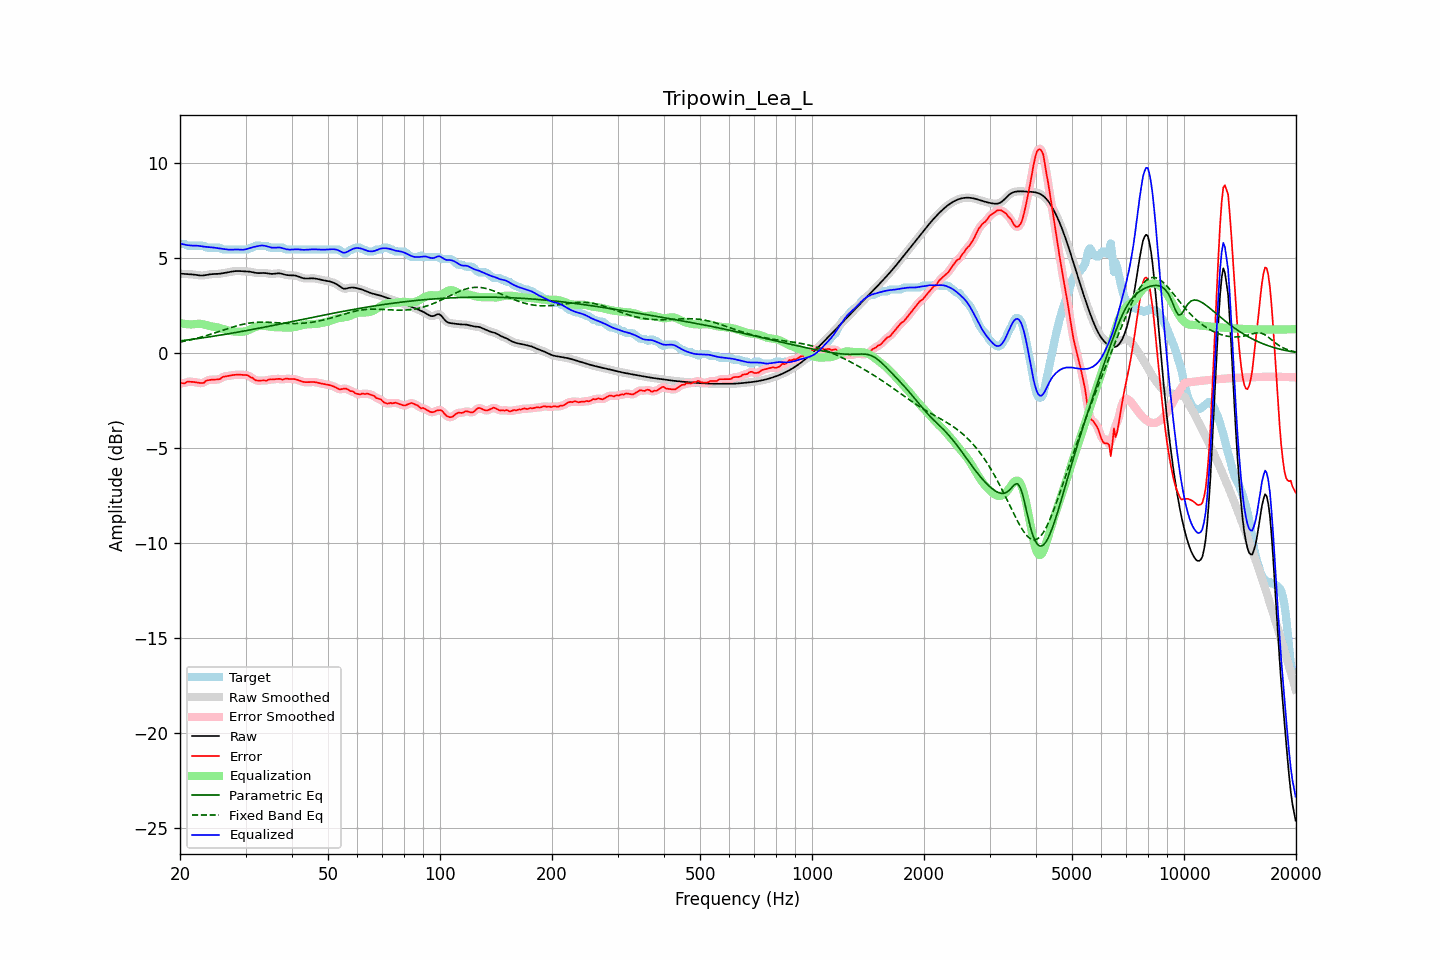 Tripowin_Lea_L
Amplitude (dBr)
10
5
0
−5
−10
−15
−20
−25
Target
Raw Smoothed
Error Smoothed
Raw
Error
Equalization
Parametric Eq
Fixed Band Eq
Equalized
20 50 100 200 500 1000 2000 5000 10000 20000
Frequency (Hz)